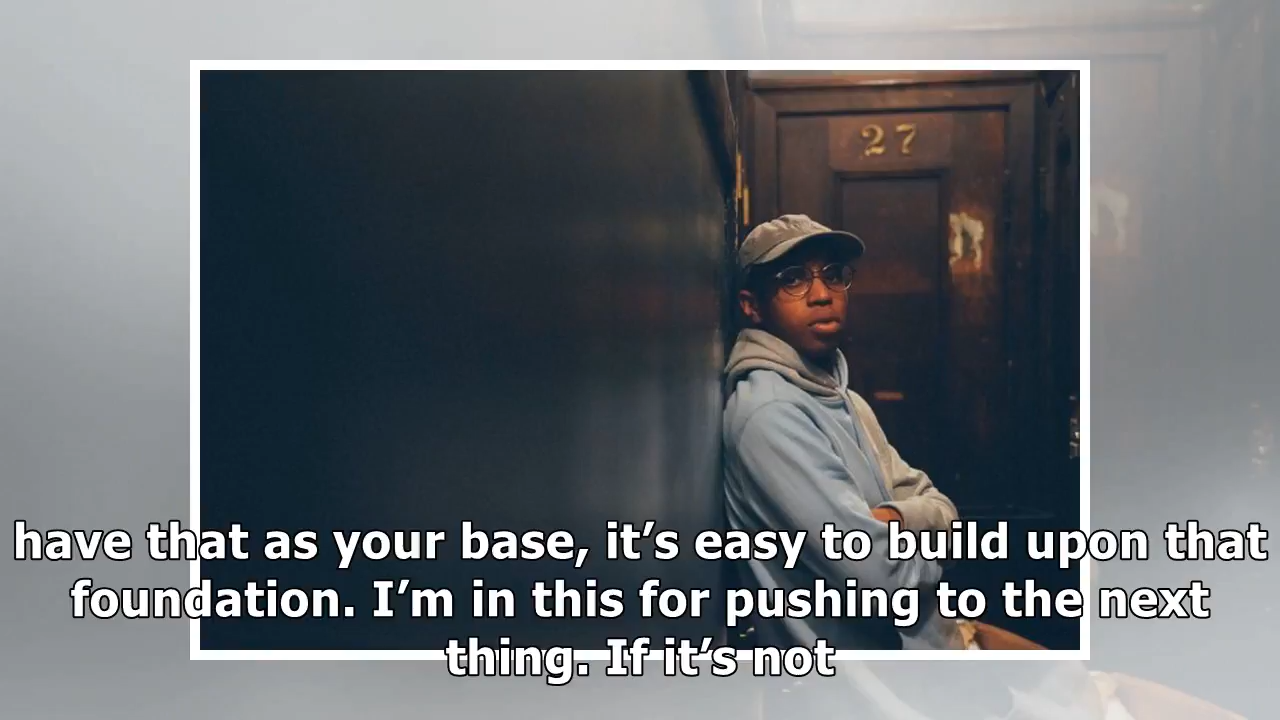 27
have that as your base, it’s easy to build upon that
foundation. I’m in this for pushing to the next
thing. If it’s not